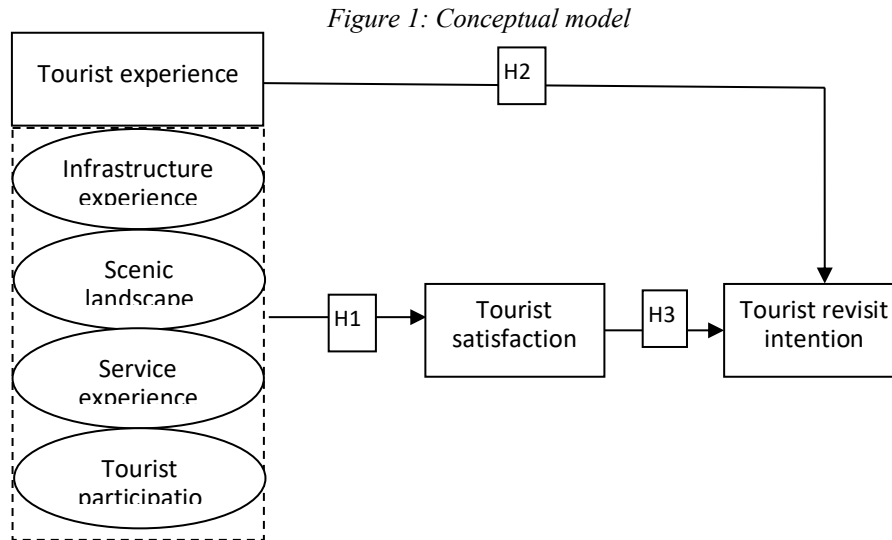 Figure 1: Conceptual model
Tourist experience
H2
Infrastructure
experience
Scenic
landscape
Service
experience
Tourist
participatio
H1
Tourist
satisfaction
H3
Tourist revisit
intention